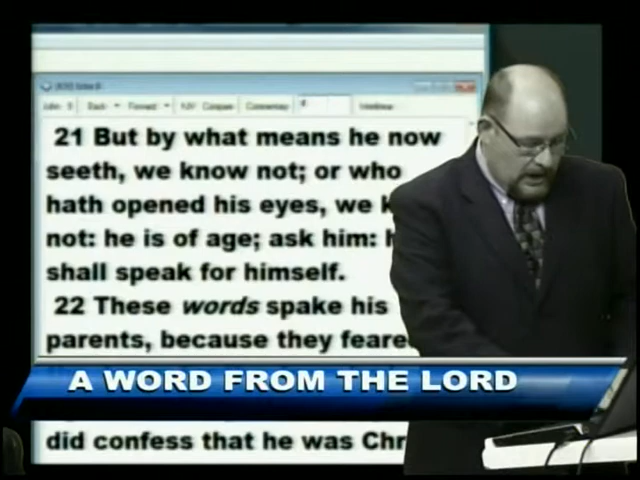 21 But by what means he now
seeth, we know not; or who
hath opened his eyes, we k
not: he is of age; ask him: h
shall speak for himself.
22 These words spake his
parents, because they feare
A WORD FROM THE LORD
did confess that he was Chr